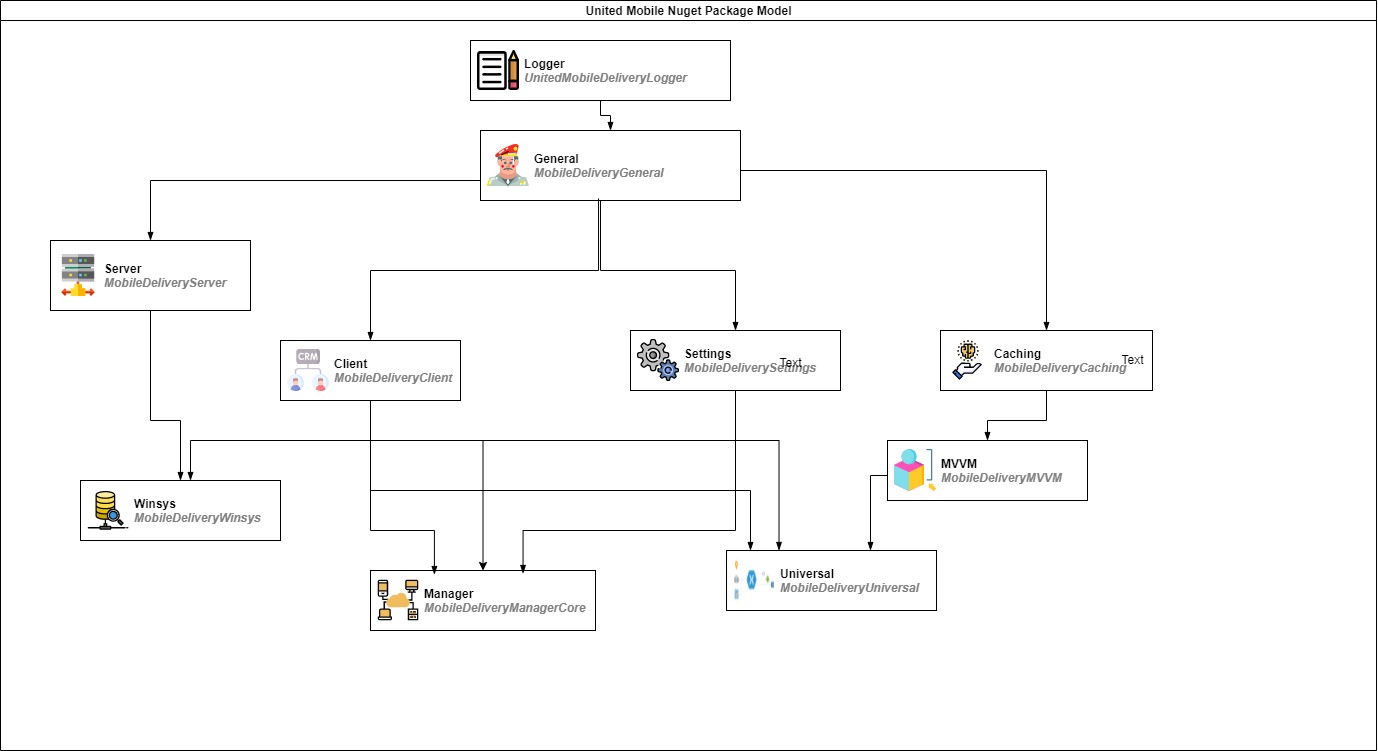 United Mobile Nuget Package Model
Logger
UnitedMobileDeliveryLogger
General
MobileDeliveryGeneral
Server
MobileDeliveryServer
CRM
Client
MobileDeliveryClient
Settings
Text
MobileDeliverySettings
Caching
Text
MobileDeliveryCaching
MVVM
MobileDeliveryMVVM
Winsys
MobileDeliveryWinsys
Manager
MobileDeliveryManagerCore
Universal
MobileDeliveryUniversal